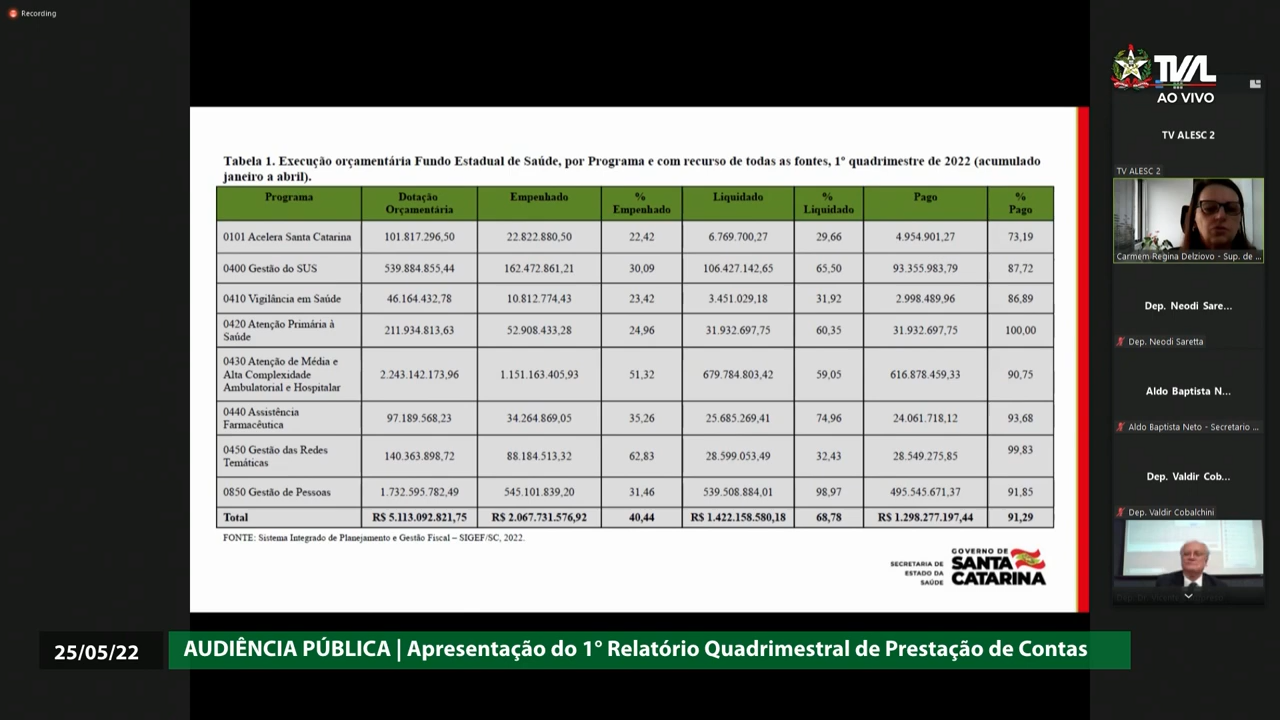 Recording
TVAL
AO VIVO
TV ALESC 2
TV ALESC 2
Carmem Regina Delziovo - Sup. de ...
Dep. Neodi Sare...
Dep. Neodi Saretta
Aldo Baptista N...
Aldo Baptista Neto - Secretario ...
Dep. Valdir Cob...
Dep. Valdir Cobalchini
Tabela 1. Execução orçamentária Fundo Estadual de Saúde, por Programa e com recurso de todas as fontes, 1º quadrimestre de 2022 (acumulado
janeiro a abril).
Programa Dotação Orçamentária Empenhado % Empenhado Liquidado % Liquidado Pago % Pago
0101 Acelera Santa Catarina 101.817.296,50 22.822.880,50 22,42 6.769.700,27 29,66 4.954.901,27 73,19
0400 Gestão do SUS 539.884.855,44 162.472.861,21 30,09 106.427.142,65 65,50 93.355.983,79 87,72
0410 Vigilância em Saúde 46.164.432,78 10.812.774,43 23,42 3.451.029,18 31,92 2.998.489,96 86,89
0420 Atenção Primária à Saúde 211.934.813,63 52.908.433,28 24,96 31.932.697,75 60,35 31.932.697,75 100,00
0430 Atenção de Média e Alta Complexidade Ambulatorial e Hospitalar 2.243.142.173,96 1.151.163.405,93 51,32 679.784.803,42 59,05 616.878.459,33 90,75
0440 Assistência Farmacêutica 97.189.568,23 34.264.869,05 35,26 25.685.269,41 74,96 24.061.718,12 93,68
0450 Gestão das Redes Temáticas 140.363.898,72 88.184.513,32 62,83 28.599.053,49 32,43 28.549.275,85 99,83
0850 Gestão de Pessoas 1.732.595.782,49 545.101.839,20 31,46 539.508.884,01 98,97 495.545.671,37 91,85
Total R$ 5.113.092.821,75 R$ 2.067.731.576,92 40,44 R$ 1.422.158.580,18 68,78 R$ 1.298.277.197,44 91,29
FONTE: Sistema Integrado de Planejamento e Gestão Fiscal – SIGEF/SC, 2022.
SECRETARIA DE
ESTADO DA
SAÚDE
GOVERNO DE
SANTA
CATARINA
25/05/22
AUDIÊNCIA PÚBLICA | Apresentação do 1° Relatório Quadrimestral de Prestação de Contas